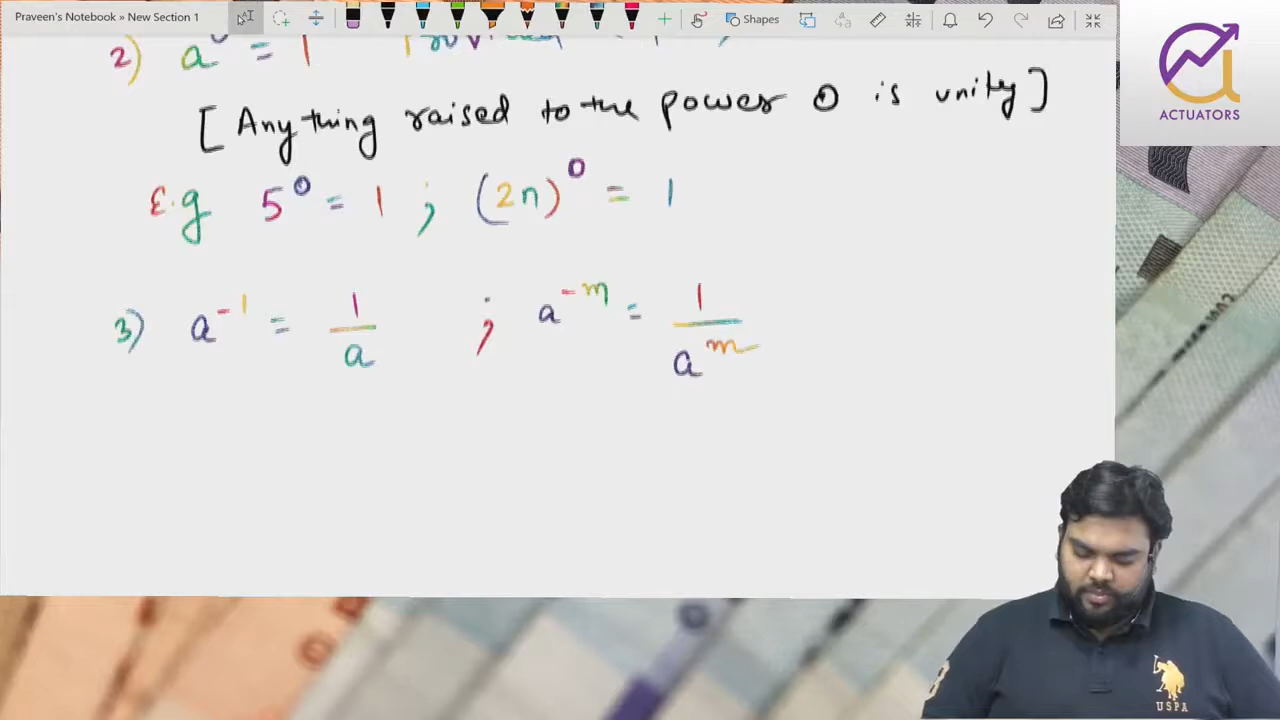 Praveen's Notebook » New Section 1
Shapes
ACTUATORS
2) a⁰ = 1
[Anything raised to the power 0 is unity]
E.g 5⁰ = 1 ; (2n)⁰ = 1
3) a⁻¹ = 1/a ; a⁻ᵐ = 1/aᵐ
USPA